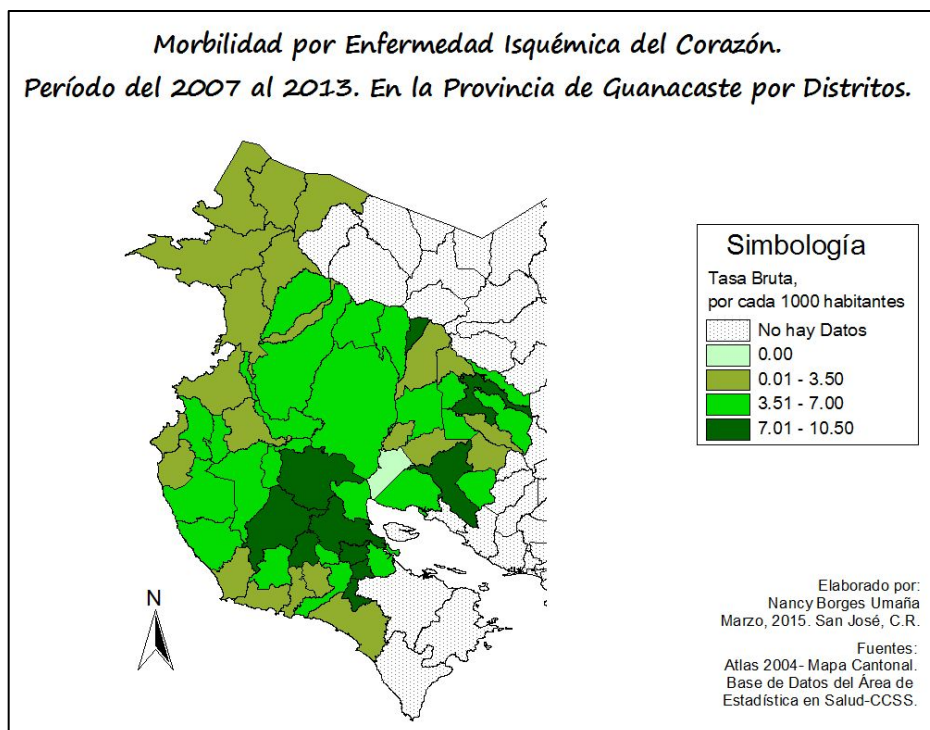 Morbilidad por Enfermedad Isquémica del Corazón.
Período del 2007 al 2013. En la Provincia de Guanacaste por Distritos.
Simbología
Tasa Bruta,
por cada 1000 habitantes
No hay Datos
0.00
0.01 - 3.50
3.51 - 7.00
7.01 - 10.50
N
Elaborado por:
Nancy Borges Umaña
Marzo, 2015. San José, C.R.
Fuentes:
Atlas 2004- Mapa Cantonal.
Base de Datos del Área de
Estadística en Salud-CCSS.